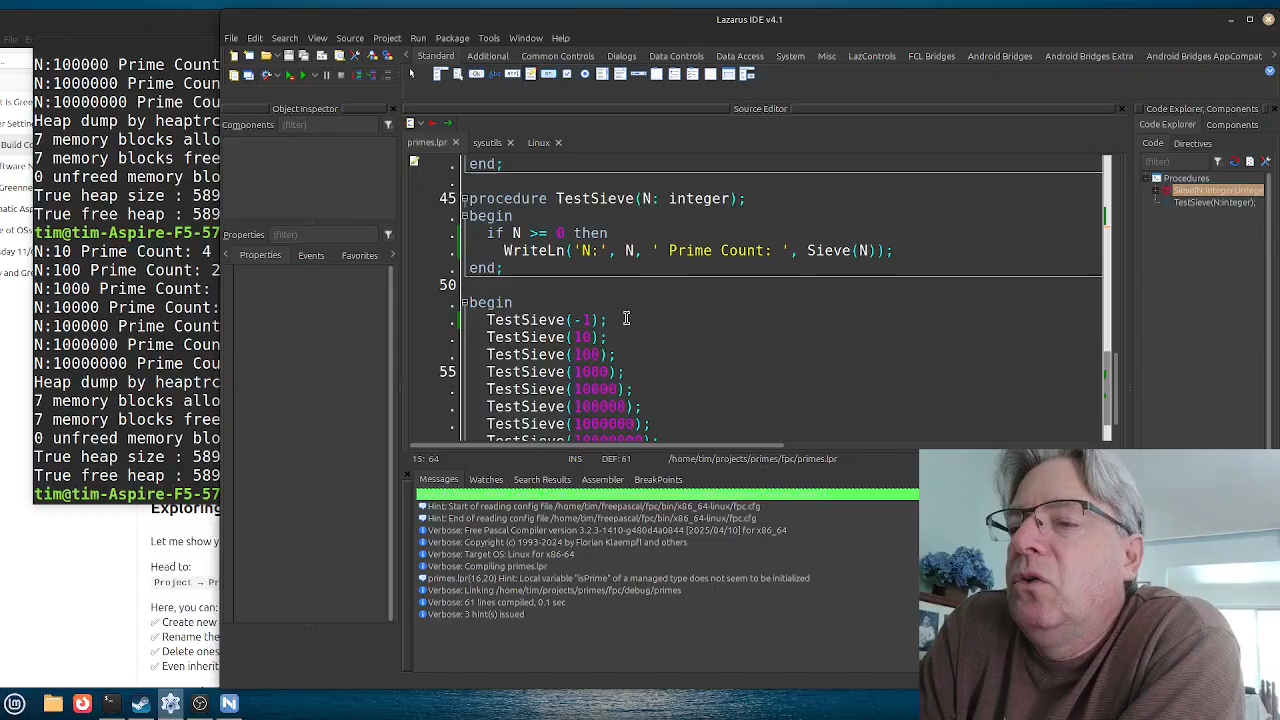 Lazarus IDE v4.1
File Edit Search View Source Project Run Package Tools Windows Help
Standard Additional Common Controls Dialogs Data Controls Data Access System Misc LazControls FCL Bridges Android Bridges Android Bridges Extra Android Bridges AppCompat
Object Inspector
Source Editor
Code Explorer, Components
Components (filter)
primes.lpr sysutils Linux
Code Explorer Components
Code Directives
(filter)
Procedures
Sieve(N:Integer):intege
TestSieve(N:integer);
Properties (filter)
Properties Events Favorites
end;
45 procedure TestSieve(N: integer);
begin
if N >= 0 then
WriteLn('N:', N, ' Prime Count: ', Sieve(N));
end;
50
begin
TestSieve(-1);
TestSieve(10);
TestSieve(100);
55 TestSieve(1000);
TestSieve(10000);
TestSieve(100000);
TestSieve(1000000);
TestSieve(10000000);
15: 64 INS DEF: 61 /home/tim/projects/primes/fpc/primes.lpr
Messages Watches Search Results Assembler BreakPoints
Hint: Start of reading config file /home/tim/freepascal/fpc/bin/x86_64-linux/fpc.cfg
Hint: End of reading config file /home/tim/freepascal/fpc/bin/x86_64-linux/fpc.cfg
Verbose: Free Pascal Compiler version 3.2.3-1410-g480d4a0844 [2025/04/10] for x86_64
Verbose: Copyright (c) 1993-2024 by Florian Klaempfl and others
Verbose: Target OS: Linux for x86-64
Verbose: Compiling primes.lpr
primes.lpr(16,20) Hint: Local variable "isPrime" of a managed type does not seem to be initialized
Verbose: Linking /home/tim/projects/primes/fpc/debug/primes
Verbose: 61 lines compiled, 0.1 sec
Verbose: 3 hint(s) issued
N:100000 Prime Count:
N:1000000 Prime Cou
N:10000000 Prime Cou
Heap dump by heaptrc
7 memory blocks allo
7 memory blocks free
0 unfreed memory blo
True heap size : 589
True free heap : 589
tim@tim-Aspire-F5-57
N:10 Prime Count: 4
N:100 Prime Count: 2
N:1000 Prime Count:
N:10000 Prime Count:
N:100000 Prime Count
N:1000000 Prime Coun
N:10000000 Prime Cou
Heap dump by heaptrc
7 memory blocks allo
7 memory blocks free
0 unfreed memory blo
True heap size : 589
True free heap : 589
tim@tim-Aspire-F5-57
Exploring
Let me show y
Head to:
Project → Pr
Here, you can:
✅ Create new
✅ Rename the
✅ Delete ones
✅ Even inherit